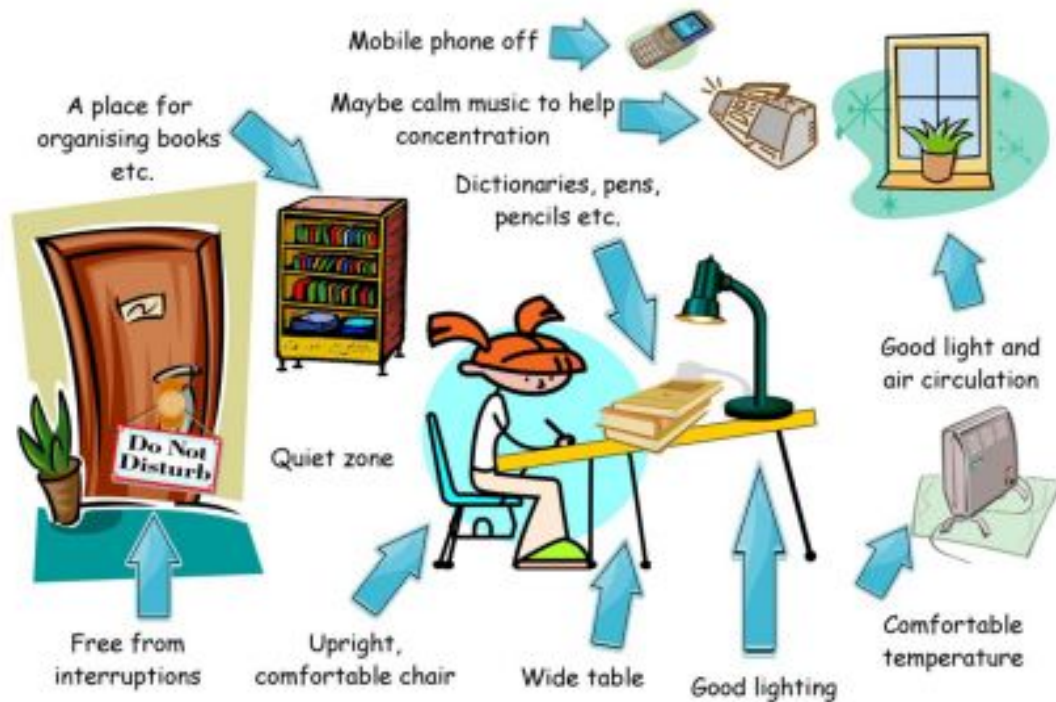 Mobile phone off
A place for
organising books
etc.
Maybe calm music to help
concentration
Dictionaries, pens,
pencils etc.
Good light and
air circulation
Do Not
Disturb
Quiet zone
Free from
interruptions
Upright,
comfortable chair
Wide table
Good lighting
Comfortable
temperature